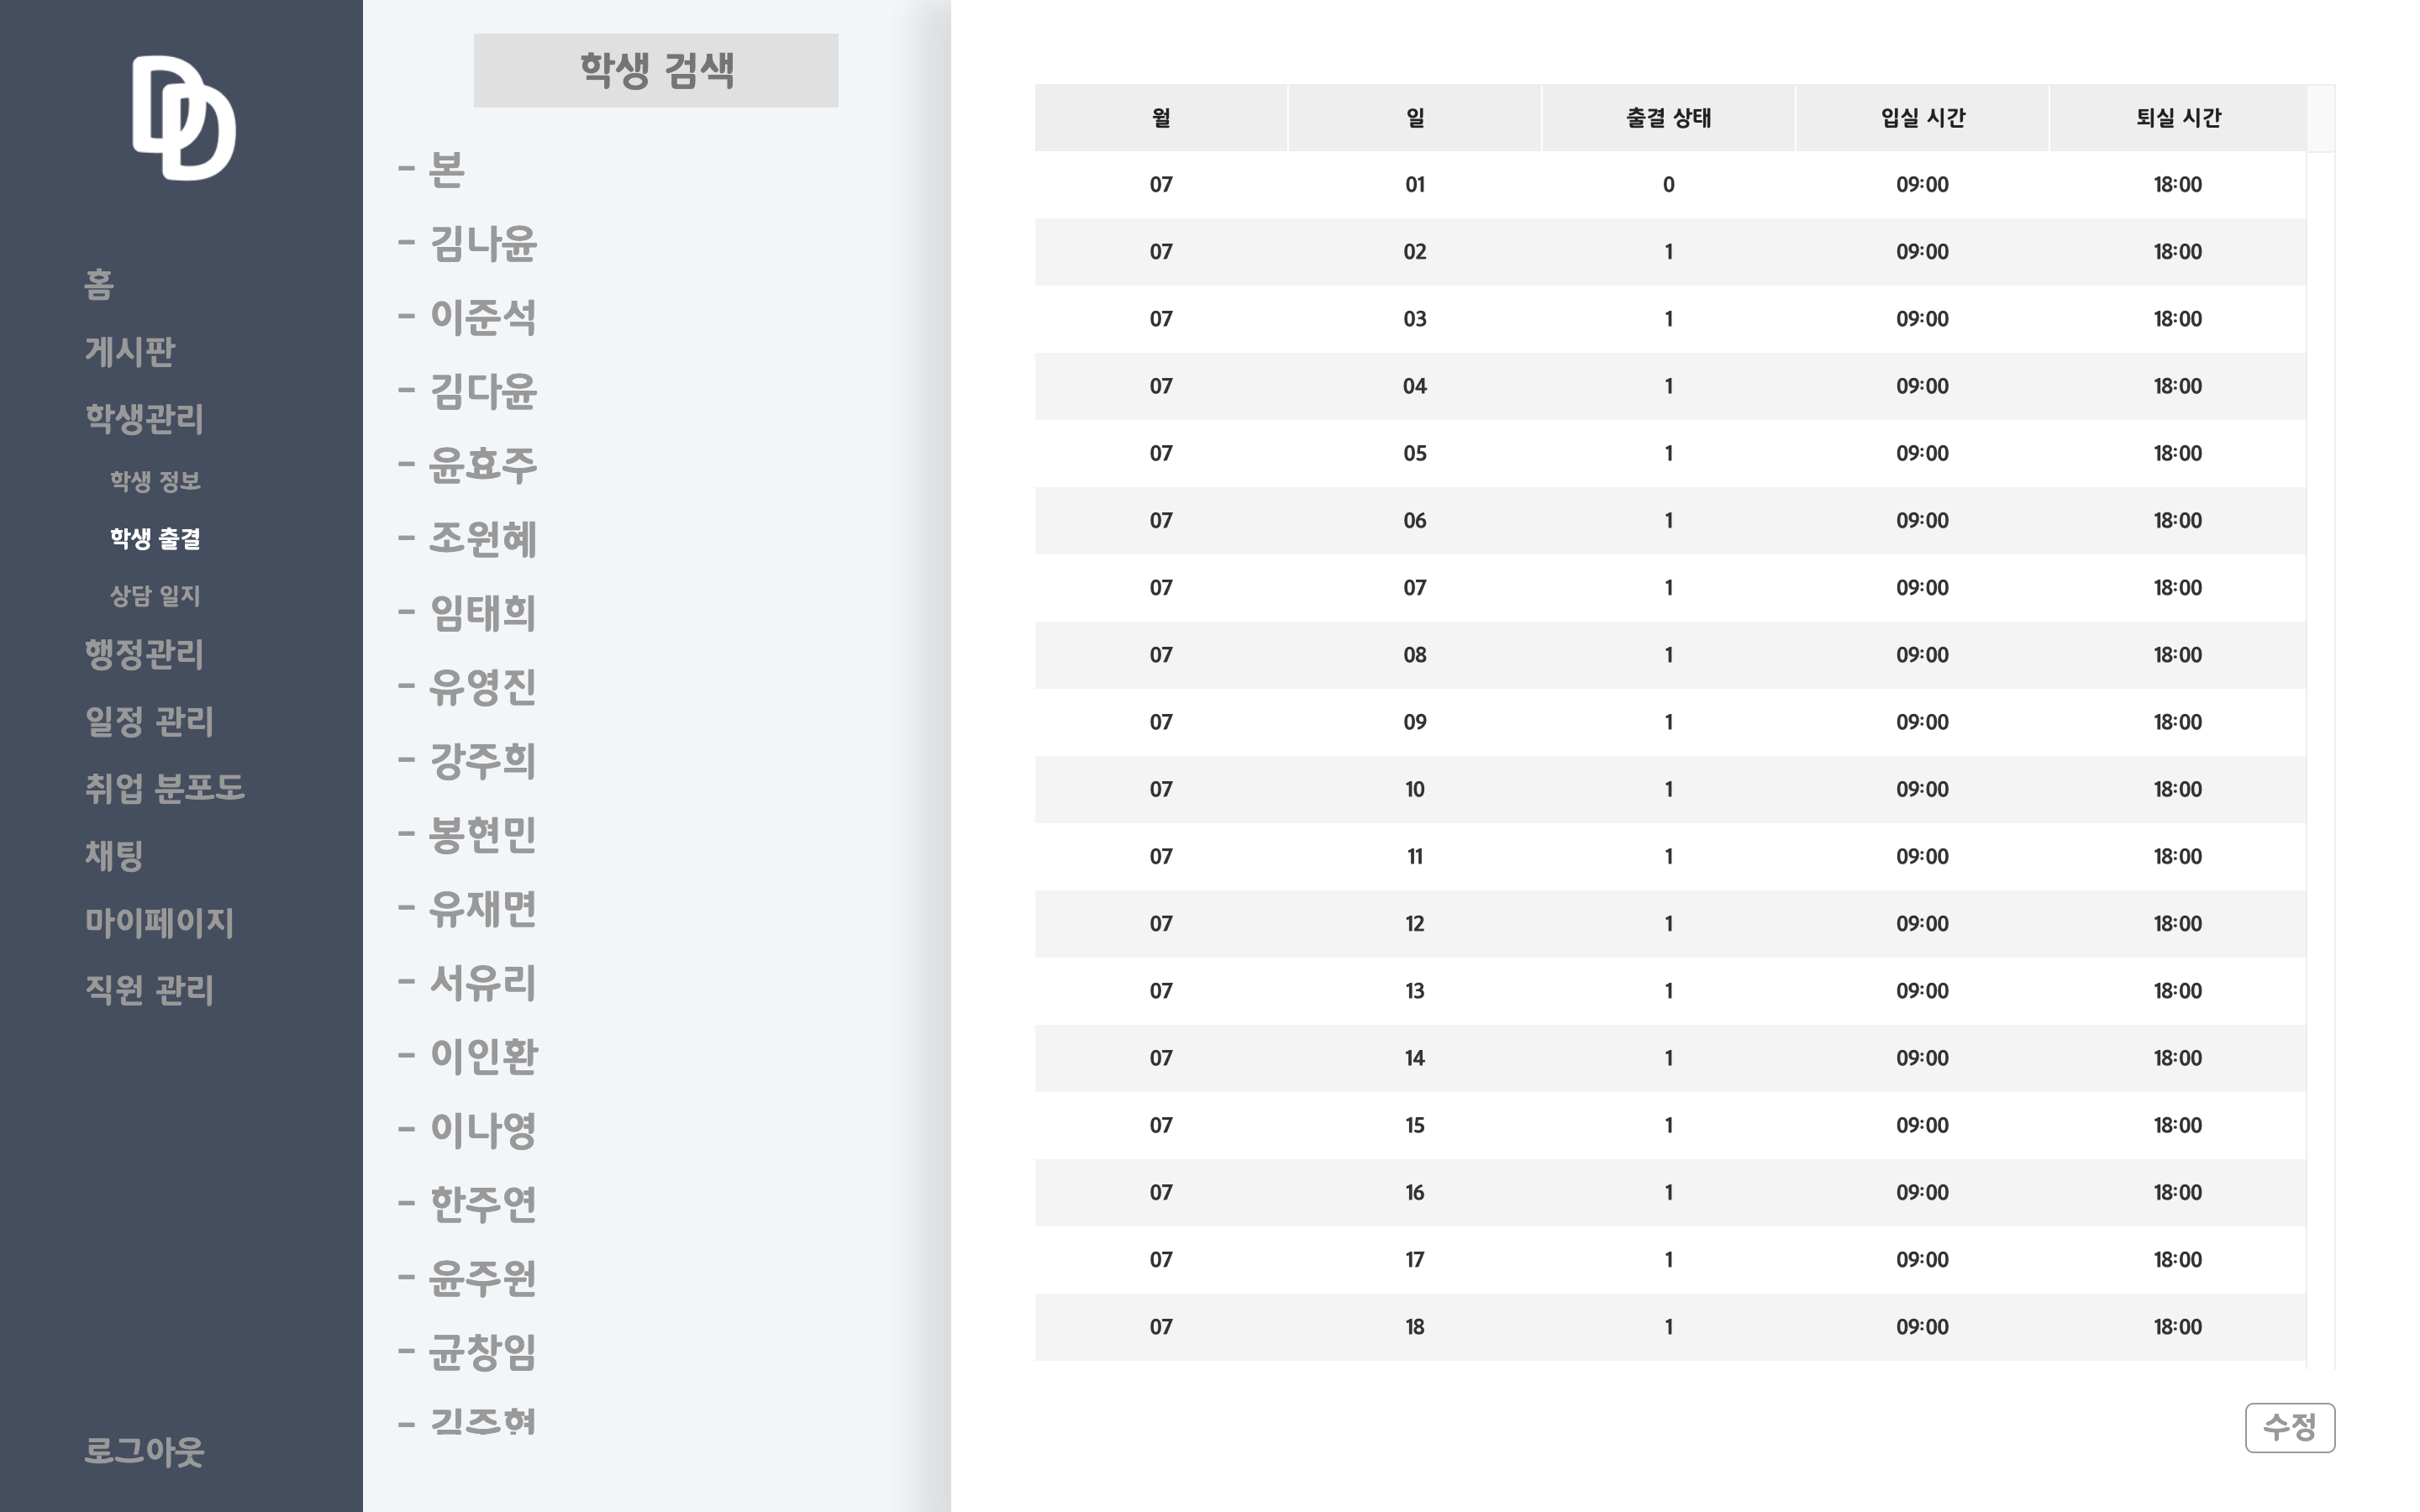 DD
홈
게시판
학생관리
학생 정보
학생 출결
상담 일지
행정관리
일정 관리
취업 분포도
채팅
마이페이지
직원 관리
로그아웃
학생 검색
- 본
- 김나윤
- 이준석
- 김다윤
- 윤효주
- 조원혜
- 임태희
- 유영진
- 강주희
- 봉현민
- 유재면
- 서유리
- 이인환
- 이나영
- 한주연
- 윤주원
- 균창임
월 일 출결 상태 입실 시간 퇴실 시간
07 01 0 09:00 18:00
07 02 1 09:00 18:00
07 03 1 09:00 18:00
07 04 1 09:00 18:00
07 05 1 09:00 18:00
07 06 1 09:00 18:00
07 07 1 09:00 18:00
07 08 1 09:00 18:00
07 09 1 09:00 18:00
07 10 1 09:00 18:00
07 11 1 09:00 18:00
07 12 1 09:00 18:00
07 13 1 09:00 18:00
07 14 1 09:00 18:00
07 15 1 09:00 18:00
07 16 1 09:00 18:00
07 17 1 09:00 18:00
07 18 1 09:00 18:00
수정